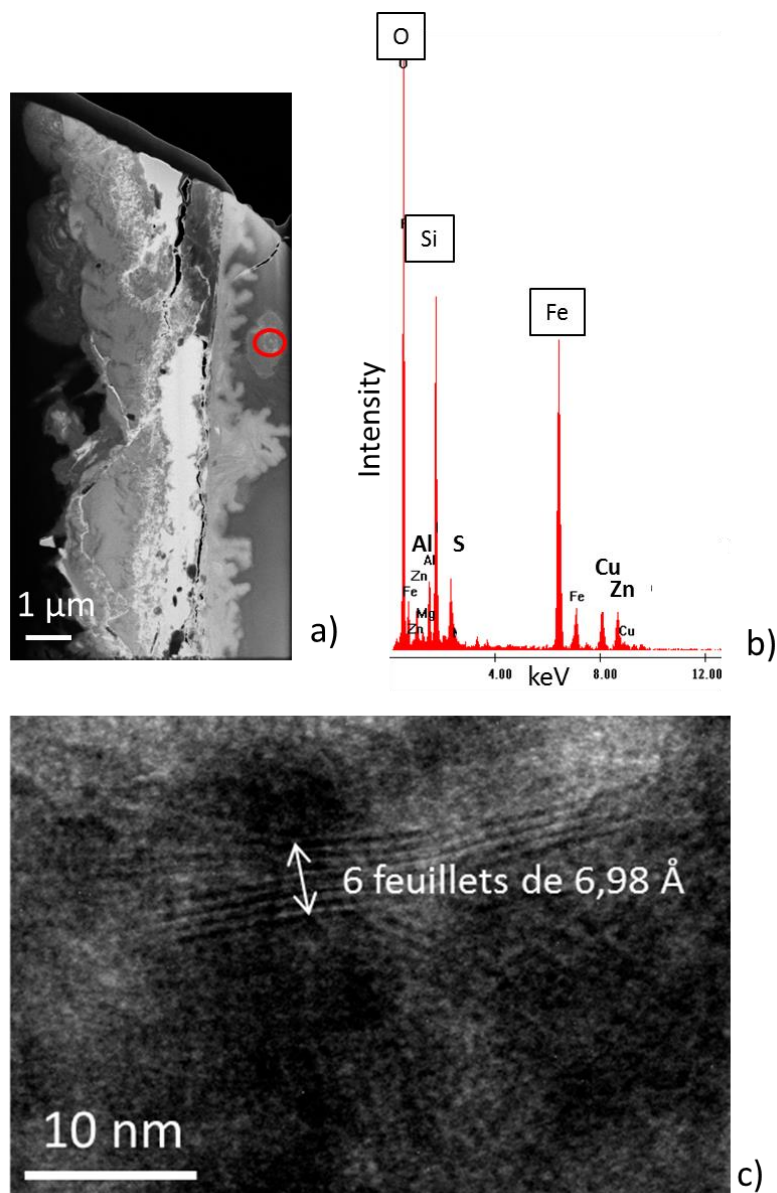 O
Si
Fe
Intensity
Al
S
Al
Zn
Fe
Mg
Zn
Cu
Zn
Fe
Cu
4.00
8.00
12.00
keV
1 µm
a)
b)
6 feuillets de 6,98 Å
10 nm
c)